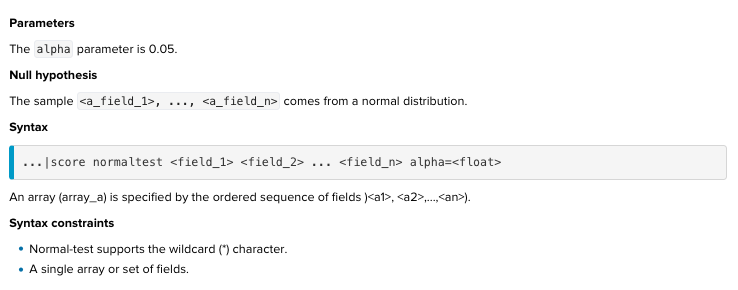 Parameters
The alpha parameter is 0.05.
Null hypothesis
The sample <a_field_1>, ..., <a_field_n> comes from a normal distribution.
Syntax
...|score normaltest <field_1> <field_2> ... <field_n> alpha=<float>
An array (array_a) is specified by the ordered sequence of fields )<a1>, <a2>,...,<an>).
Syntax constraints
• Normal-test supports the wildcard (*) character.
• A single array or set of fields.